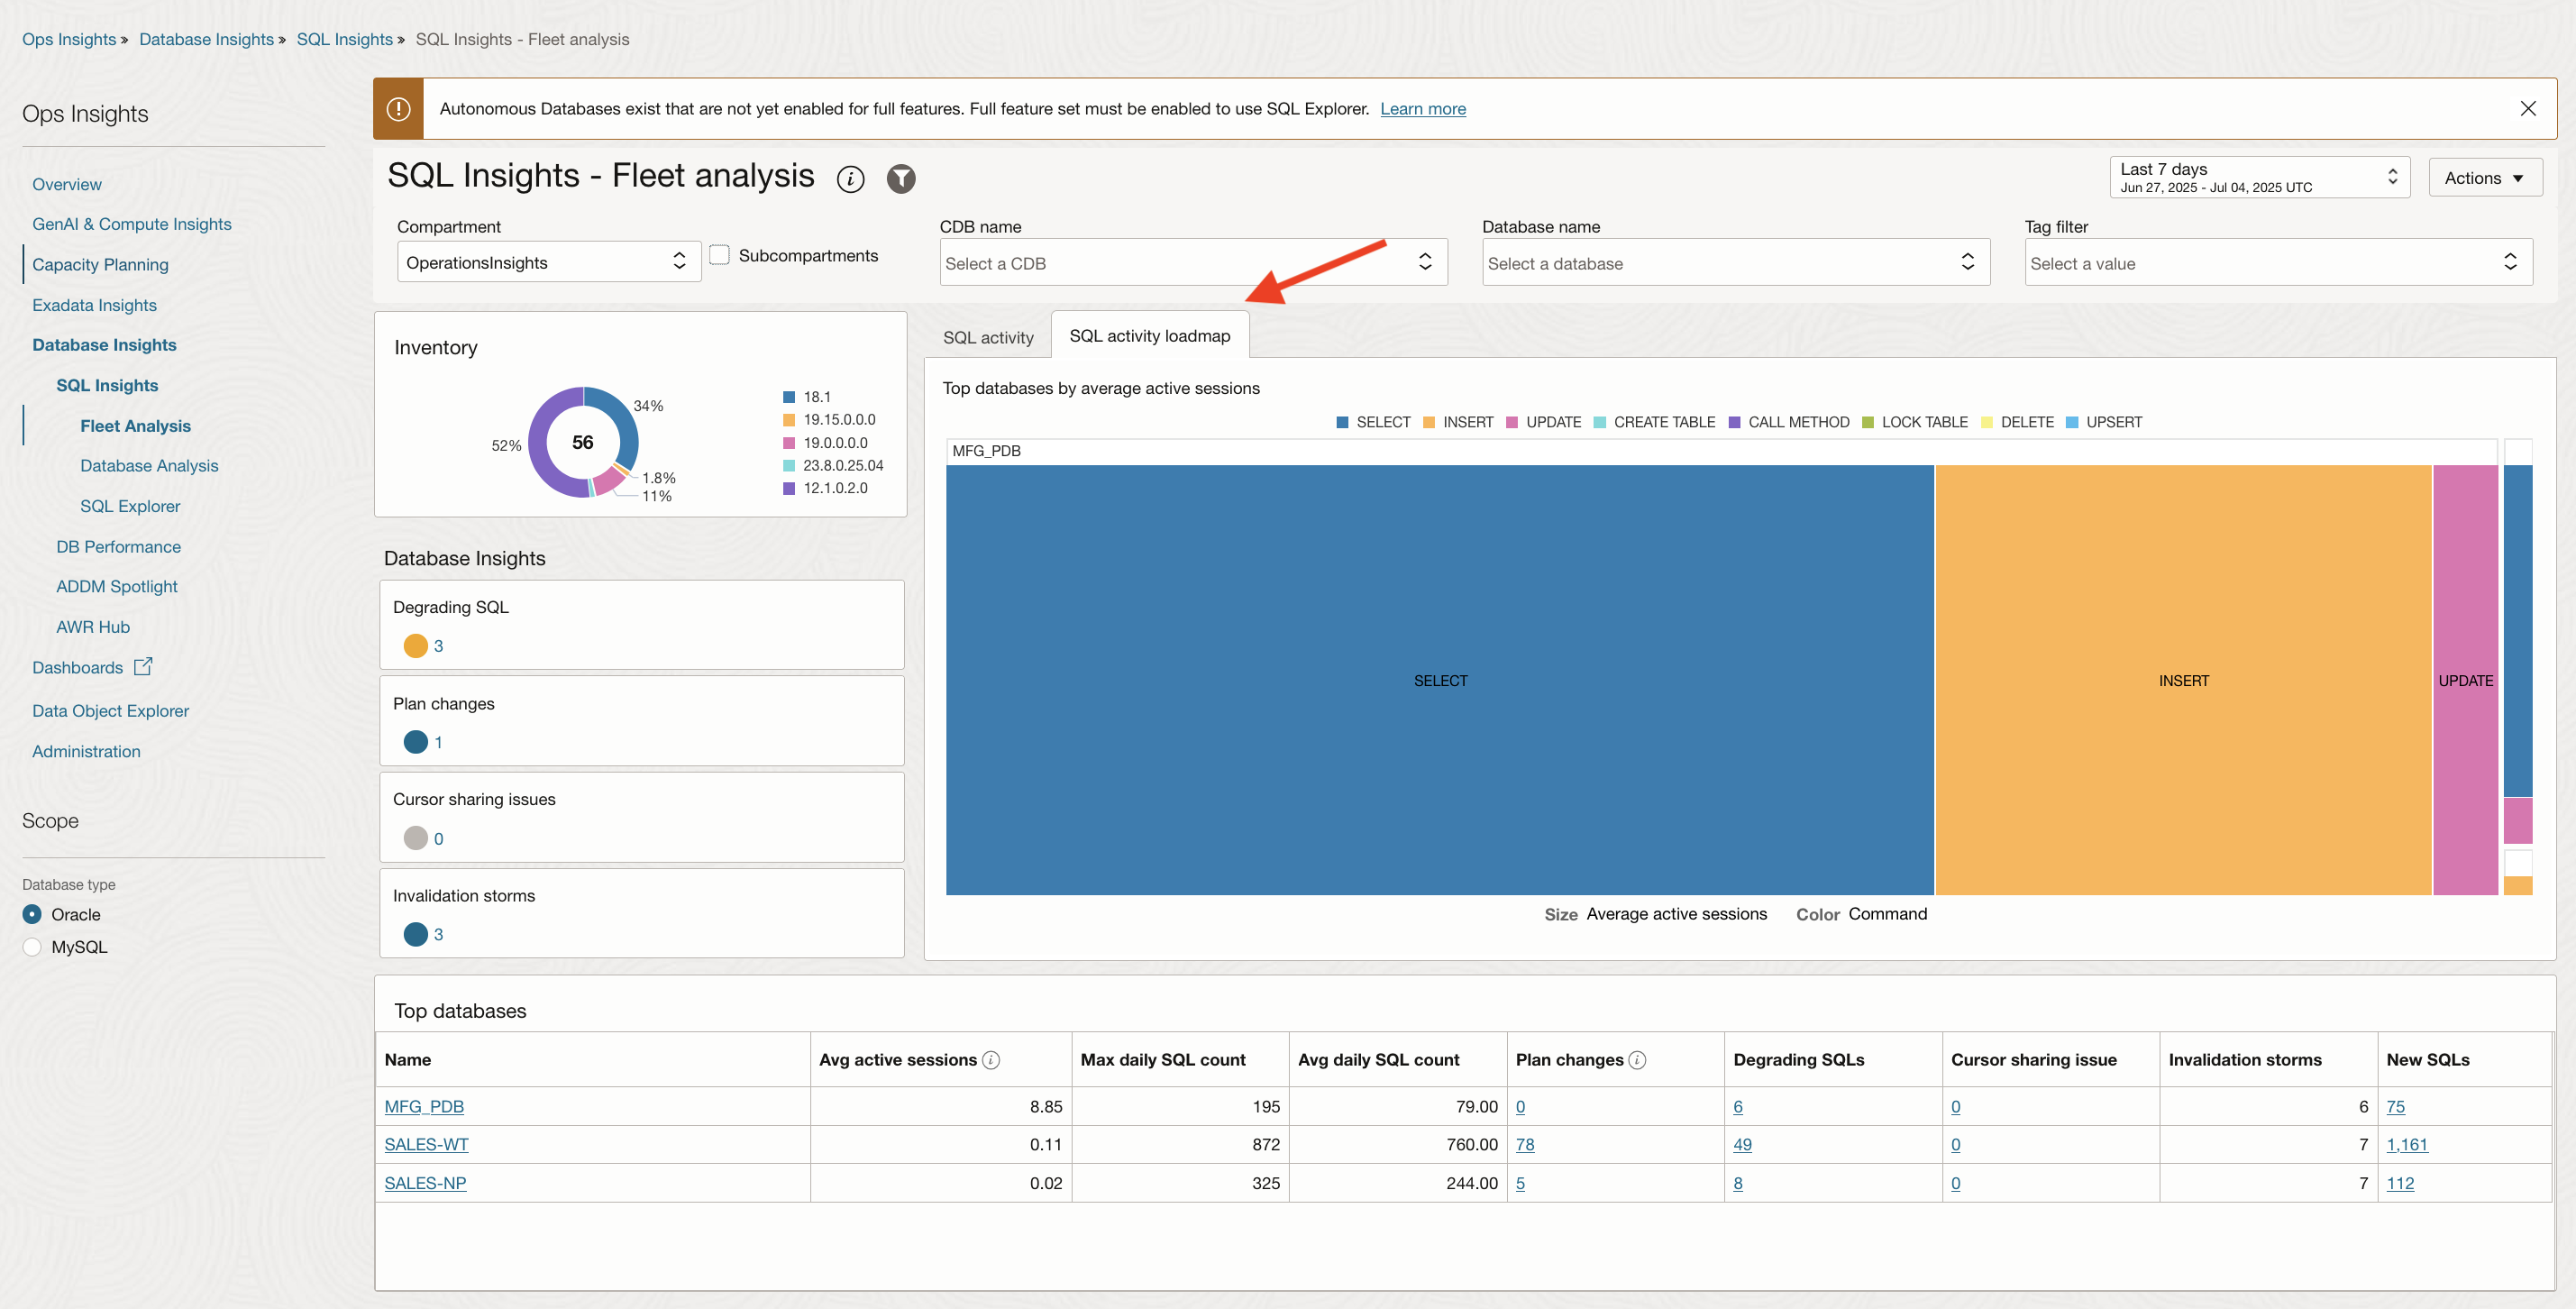 Ops Insights » Database Insights » SQL Insights » SQL Insights - Fleet analysis
Ops Insights
Overview
GenAI & Compute Insights
Capacity Planning
Exadata Insights
Database Insights
SQL Insights
Fleet Analysis
Database Analysis
SQL Explorer
DB Performance
ADDM Spotlight
AWR Hub
Dashboards
Data Object Explorer
Administration
Scope
Database type
Oracle
MySQL
Autonomous Databases exist that are not yet enabled for full features. Full feature set must be enabled to use SQL Explorer. Learn more
SQL Insights - Fleet analysis
Last 7 days
Jun 27, 2025 - Jul 04, 2025 UTC
Actions
Compartment
OperationsInsights
Subcompartments
CDB name
Select a CDB
Database name
Select a database
Tag filter
Select a value
Inventory
34%
52%
56
1.8%
11%
18.1
19.15.0.0.0
19.0.0.0.0
23.8.0.25.04
12.1.0.2.0
Database Insights
Degrading SQL
3
Plan changes
1
Cursor sharing issues
0
Invalidation storms
3
SQL activity
SQL activity loadmap
Top databases by average active sessions
SELECT INSERT UPDATE CREATE TABLE CALL METHOD LOCK TABLE DELETE UPSERT
MFG_PDB
SELECT
INSERT
UPDATE
Size Average active sessions Color Command
Top databases
Name Avg active sessions Max daily SQL count Avg daily SQL count Plan changes Degrading SQLs Cursor sharing issue Invalidation storms New SQLs
MFG_PDB 8.85 195 79.00 0 6 0 6 75
SALES-WT 0.11 872 760.00 78 49 0 7 1,161
SALES-NP 0.02 325 244.00 5 8 0 7 112